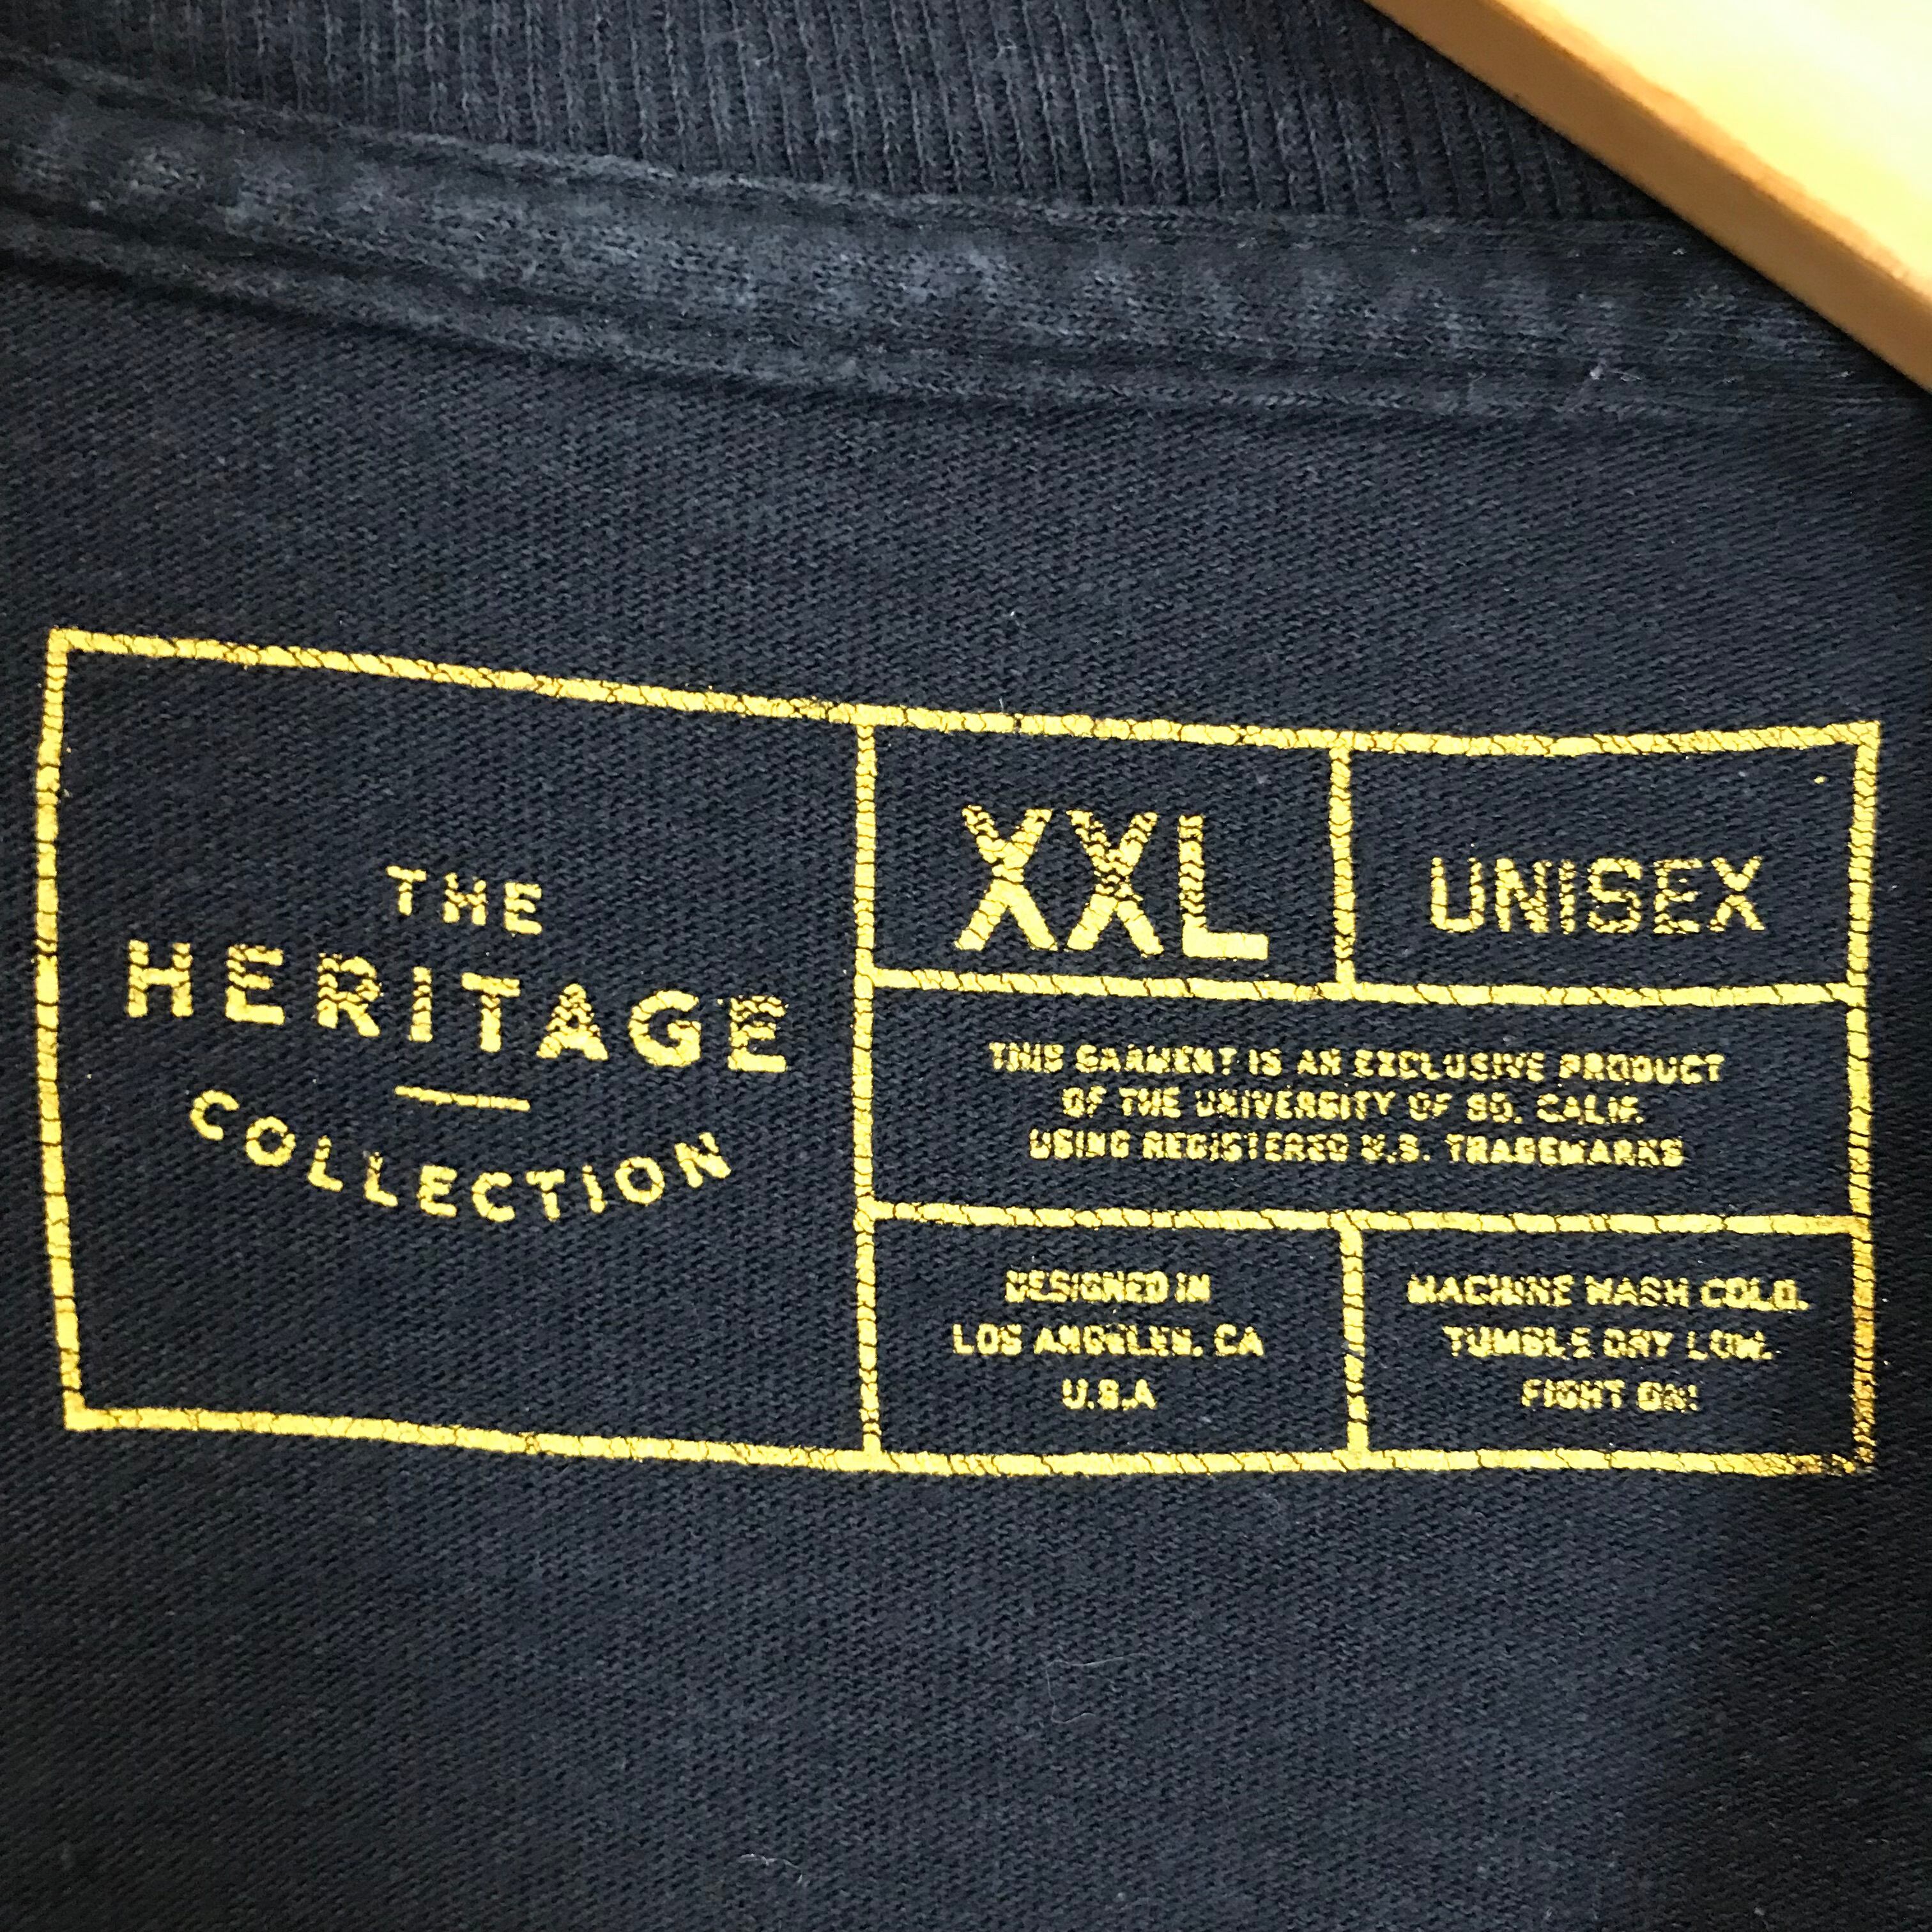 THE
HERITAGE
COLLECTION
XXL
UNISEX
THIS GARMENT IS AN EXCLUSIVE PRODUCT
OF THE UNIVERSITY OF SO. CALIF.
USING REGISTERED U.S. TRADEMARKS
DESIGNED IN
LOS ANGELES, CA
U.S.A
MACHINE WASH COLD.
TUMBLE DRY LOW.
FIGHT ON!